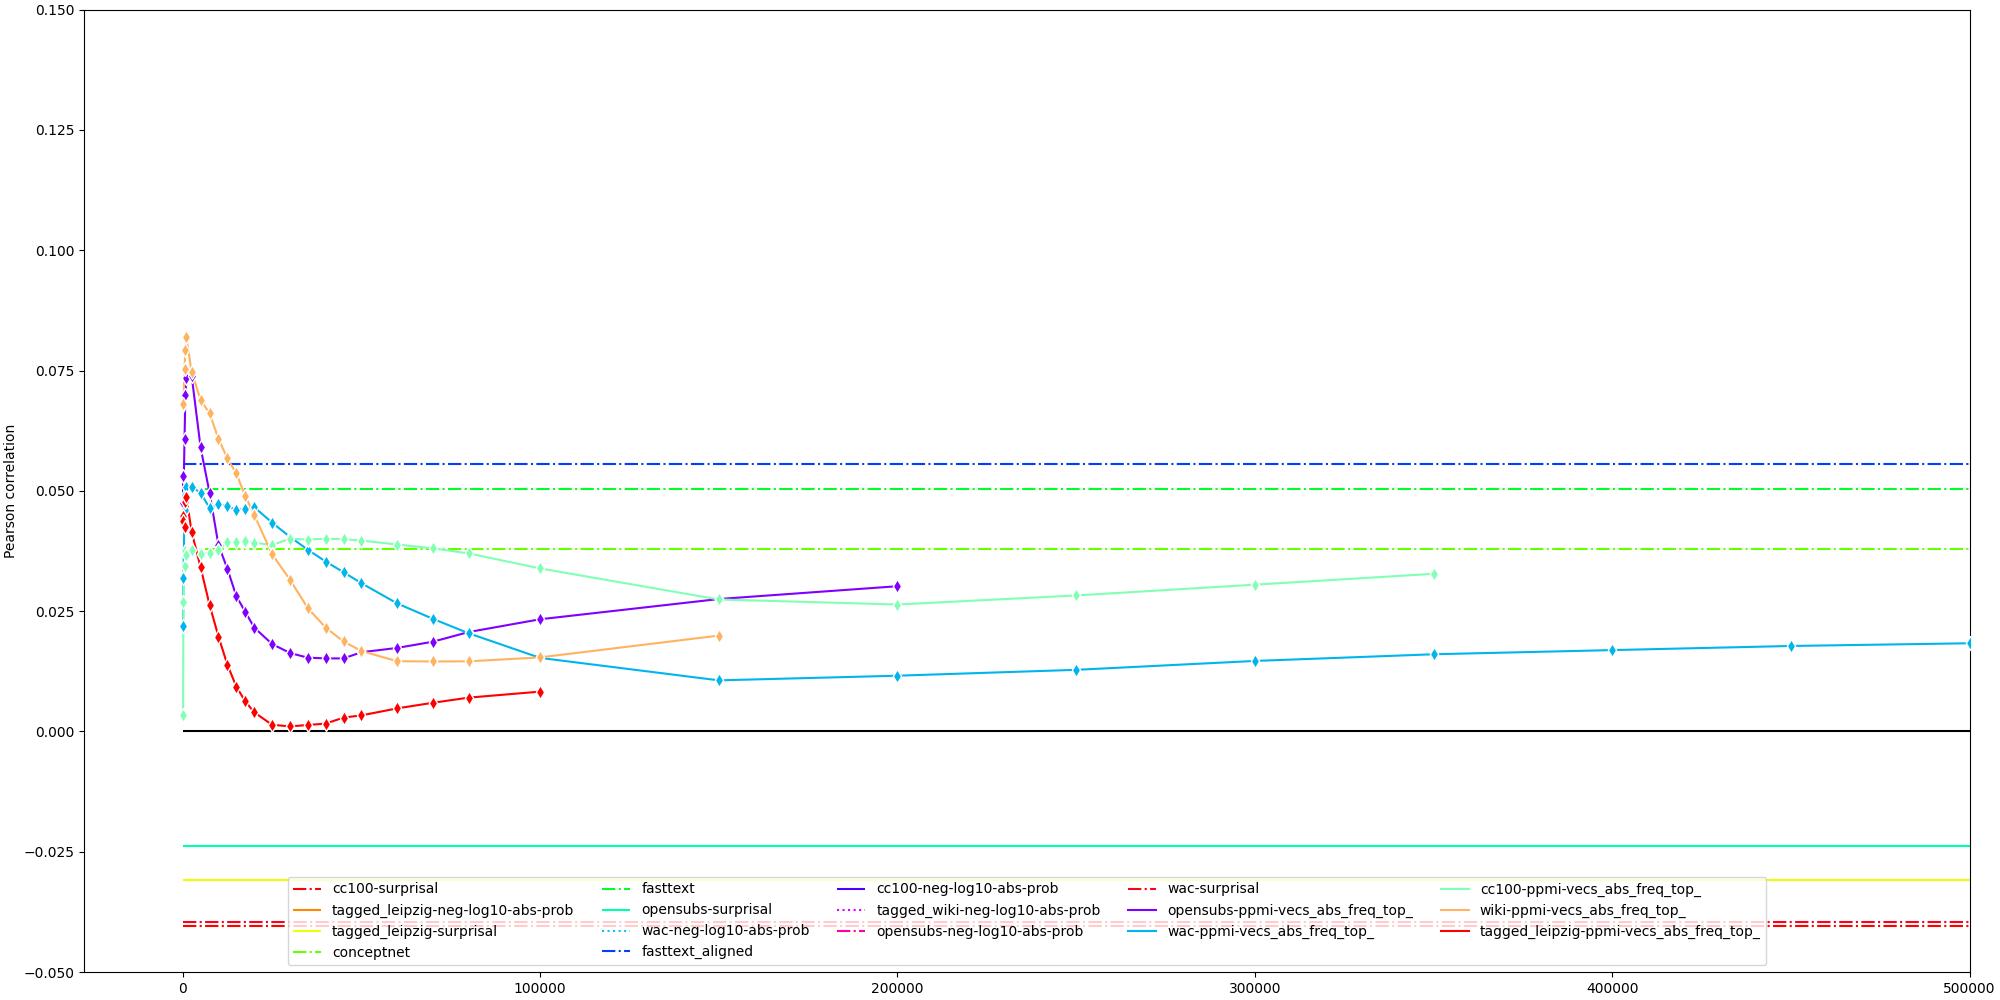 0.150
0.125
0.100
0.075
0.050
0.025
0.000
−0.025
−0.050
Pearson correlation
cc100-surprisal
tagged_leipzig-neg-log10-abs-prob
tagged_leipzig-surprisal
conceptnet
fasttext
opensubs-surprisal
wac-neg-log10-abs-prob
fasttext_aligned
cc100-neg-log10-abs-prob
tagged_wiki-neg-log10-abs-prob
opensubs-neg-log10-abs-prob
wac-surprisal
opensubs-ppmi-vecs_abs_freq_top_
wac-ppmi-vecs_abs_freq_top_
cc100-ppmi-vecs_abs_freq_top_
wiki-ppmi-vecs_abs_freq_top_
tagged_leipzig-ppmi-vecs_abs_freq_top_
0
100000
200000
300000
400000
500000